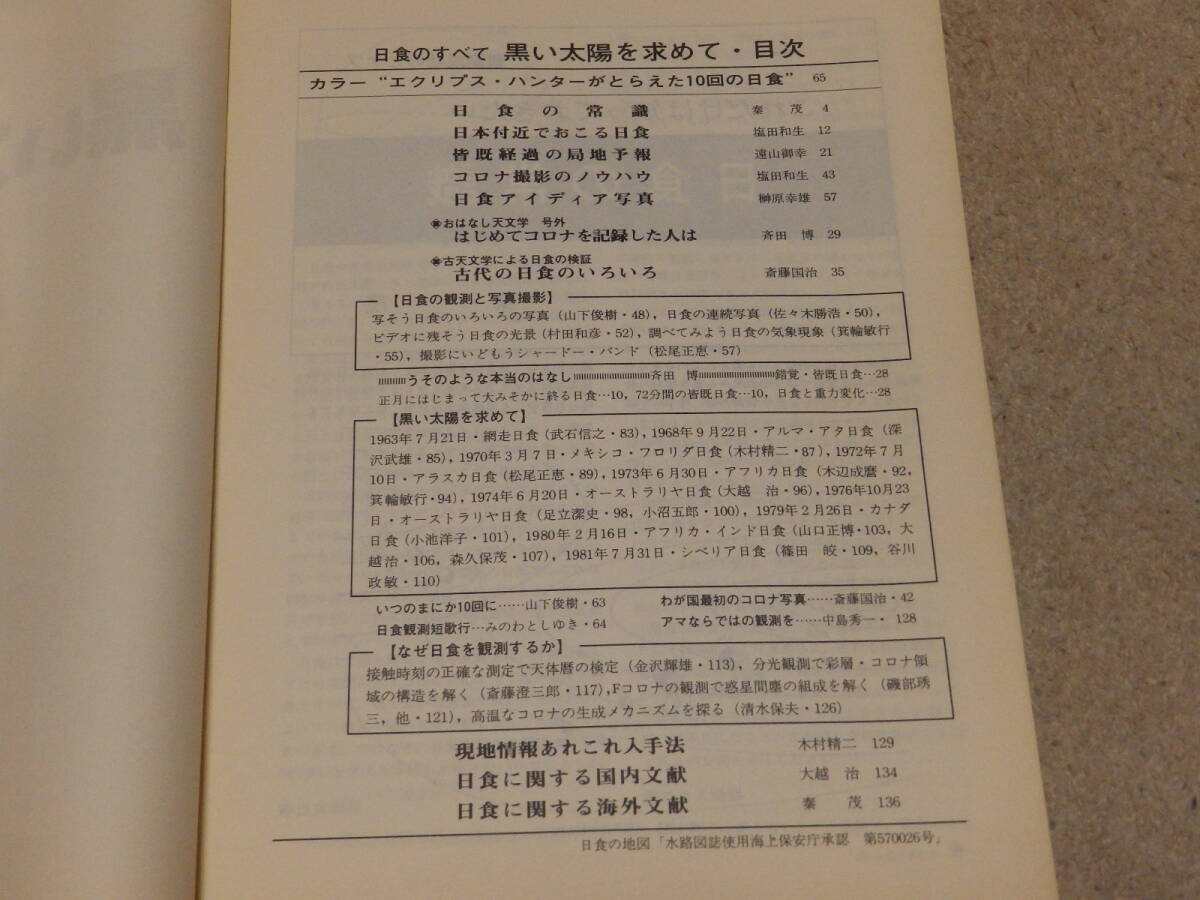 日食のすべて 黒い太陽を求めて・目次
カラー “エクリプス・ハンターがとらえた10回の日食” 65
日食の常識 秦茂 4
日本付近でおこる日食 塩田和生 12
皆既経過の局地予報 遠山御幸 21
コロナ撮影のノウハウ 塩田和生 43
日食アイディア写真 榊原幸雄 57
おはなし天文学 号外
はじめてコロナを記録した人は 斉田 博 29
古天文学による日食の検証
古代の日食のいろいろ 斎藤国治 35
【日食の観測と写真撮影】
写そう日食のいろいろの写真（山下俊樹・48），日食の連続写真（佐々木勝浩・50），
ビデオに残そう日食の光景（村田和彦・52），調べてみよう日食の気象現象（箕輪敏行
・55），撮影にいどもうシャードー・バンド（松尾正恵・57）
うそのような本当のはなし 斉田 博 錯覚・皆既日食…28
正月にはじまって大みそかに終る日食…10，72分間の皆既日食…10，日食と重力変化…28
【黒い太陽を求めて】
1963年７月21日・網走日食（武石信之・83），1968年９月22日・アルマ・アタ日食（深
沢武雄・85），1970年３月７日・メキシコ・フロリダ日食（木村精二・87），1972年７月
10日・アラスカ日食（松尾正恵・89），1973年６月30日・アフリカ日食（木辺成麿・92，
箕輪敏行・94），1974年６月20日・オーストラリヤ日食（大越 治・96），1976年10月23
日・オーストラリヤ日食（足立潔史・98，小沼五郎・100），1979年２月26日・カナダ
日食（小池洋子・101），1980年２月16日・アフリカ・インド日食（山口正博・103，大
越治・106，森久保茂・107），1981年７月31日・シベリア日食（篠田 皎・109，谷川
政敏・110）
いつのまにか10回に……山下俊樹・63 わが国最初のコロナ写真……斎藤国治・42
日食観測短歌行…みのわとしゆき・64 アマならではの観測を……中島秀一・128
【なぜ日食を観測するか】
接触時刻の正確な測定で天体暦の検定（金沢輝雄・113），分光観測で彩層・コロナ領
域の構造を解く（斎藤澄三郎・117），Fコロナの観測で惑星間塵の組成を解く（磯部琇
三，他・121），高温なコロナの生成メカニズムを探る（清水保夫・126）
現地情報あれこれ入手法 木村精二 129
日食に関する国内文献 大越 治 134
日食に関する海外文献 秦 茂 136
日食の地図「水路図誌使用海上保安庁承認 第570026号」